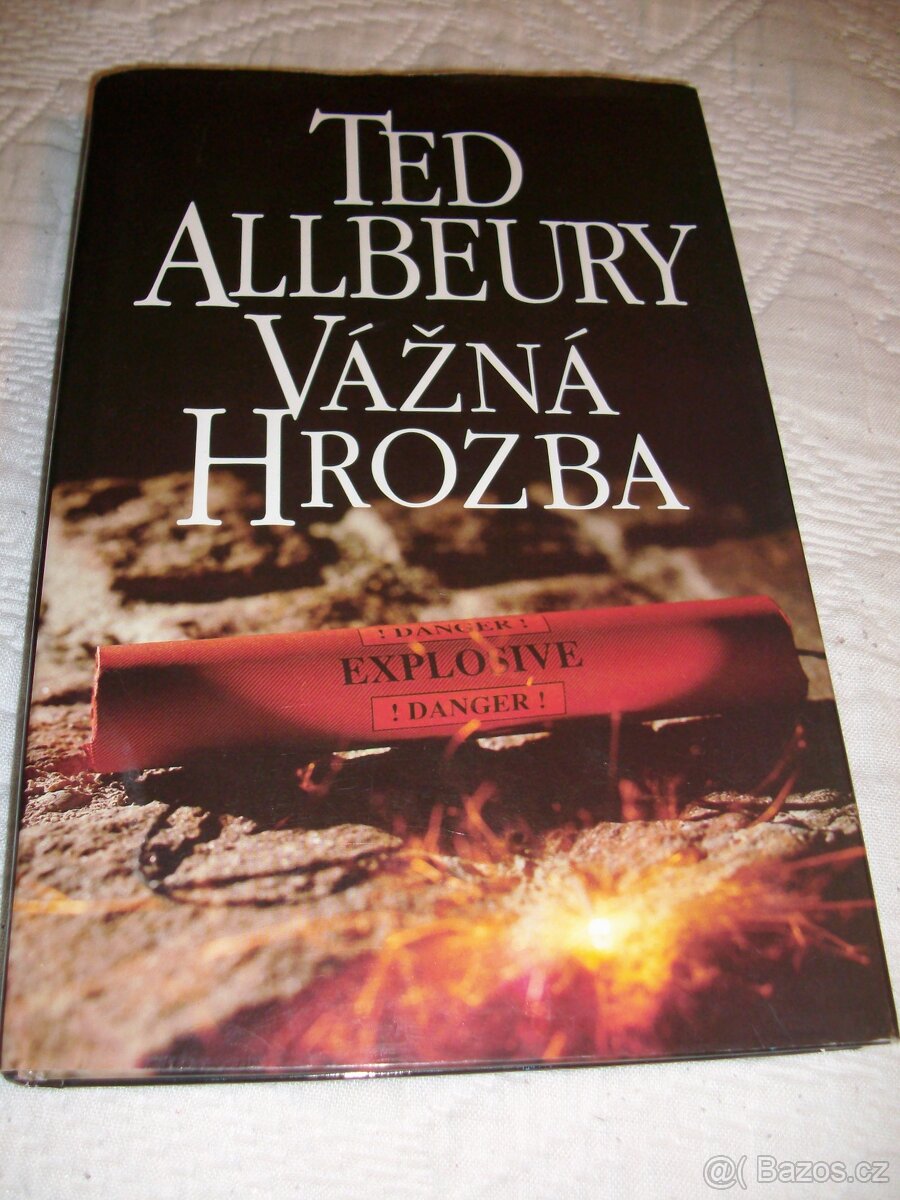 TED
ALLBEURY
VÁŽNÁ
HROZBA
! DANGER !
EXPLOSIVE
! DANGER !
@( Bazos.cz